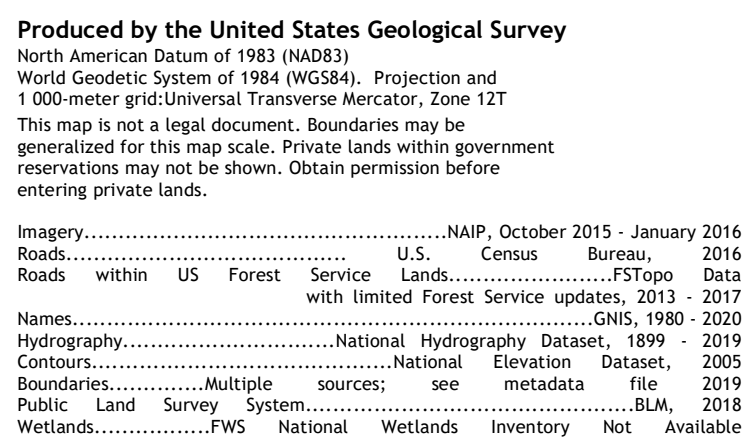 Produced by the United States Geological Survey
North American Datum of 1983 (NAD83)
World Geodetic System of 1984 (WGS84).  Projection and
1 000-meter grid:Universal Transverse Mercator, Zone 12T
This map is not a legal document. Boundaries may be
generalized for this map scale. Private lands within government
reservations may not be shown. Obtain permission before
entering private lands.
Imagery.....................................................NAIP, October 2015 - January 2016
Roads......................................... U.S. Census Bureau, 2016
Roads within US Forest Service Lands........................FSTopo Data
with limited Forest Service updates, 2013 - 2017
Names............................................................................GNIS, 1980 - 2020
Hydrography...............................National Hydrography Dataset, 1899 - 2019
Contours............................................National Elevation Dataset, 2005
Boundaries..............Multiple sources; see metadata file 2019
Public Land Survey System................................................BLM, 2018
Wetlands.................FWS National Wetlands Inventory Not Available